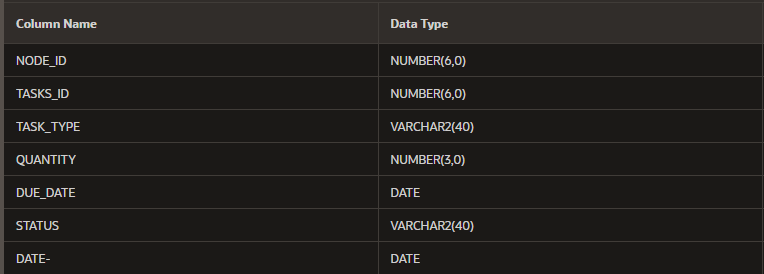 Column Name Data Type
NODE_ID NUMBER(6,0)
TASKS_ID NUMBER(6,0)
TASK_TYPE VARCHAR2(40)
QUANTITY NUMBER(3,0)
DUE_DATE DATE
STATUS VARCHAR2(40)
DATE- DATE